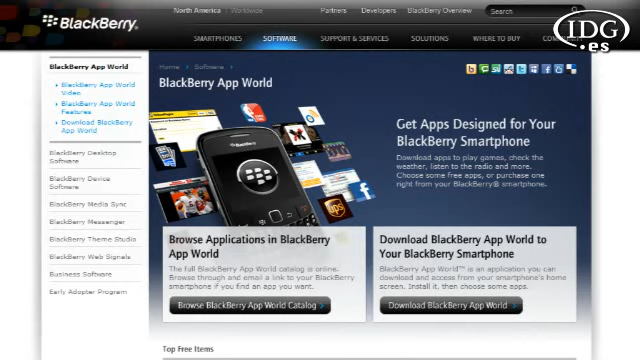 BlackBerry
North America | Worldwide
Partners
Developers
BlackBerry Overview
Search
SMARTPHONES
SOFTWARE
SUPPORT & SERVICES
SOLUTIONS
WHERE TO BUY
IDG
.es
BlackBerry App World
BlackBerry App World
Video
BlackBerry App World
Features
Download BlackBerry
App World
BlackBerry Desktop
Software
BlackBerry Device
Software
BlackBerry Media Sync
BlackBerry Messenger
BlackBerry Theme Studio
BlackBerry Web Signals
Business Software
Early Adopter Program
Home
Software
BlackBerry App World
Get Apps Designed for Your
BlackBerry Smartphone
Download apps to play games, check the
weather, listen to the radio and more.
Choose some free apps, or purchase one
right from your BlackBerry® smartphone.
BlackBerry
ups
Browse Applications in BlackBerry
App World
The full BlackBerry App World catalog is online.
Browse through and email a link to your BlackBerry
smartphone if you find an app you want.
Browse BlackBerry App World Catalog
Download BlackBerry App World to
Your BlackBerry Smartphone
BlackBerry App World™ is an application you can
download and access from your smartphone's home
screen. Install it, then choose some apps.
Download BlackBerry App World
Top Free Items